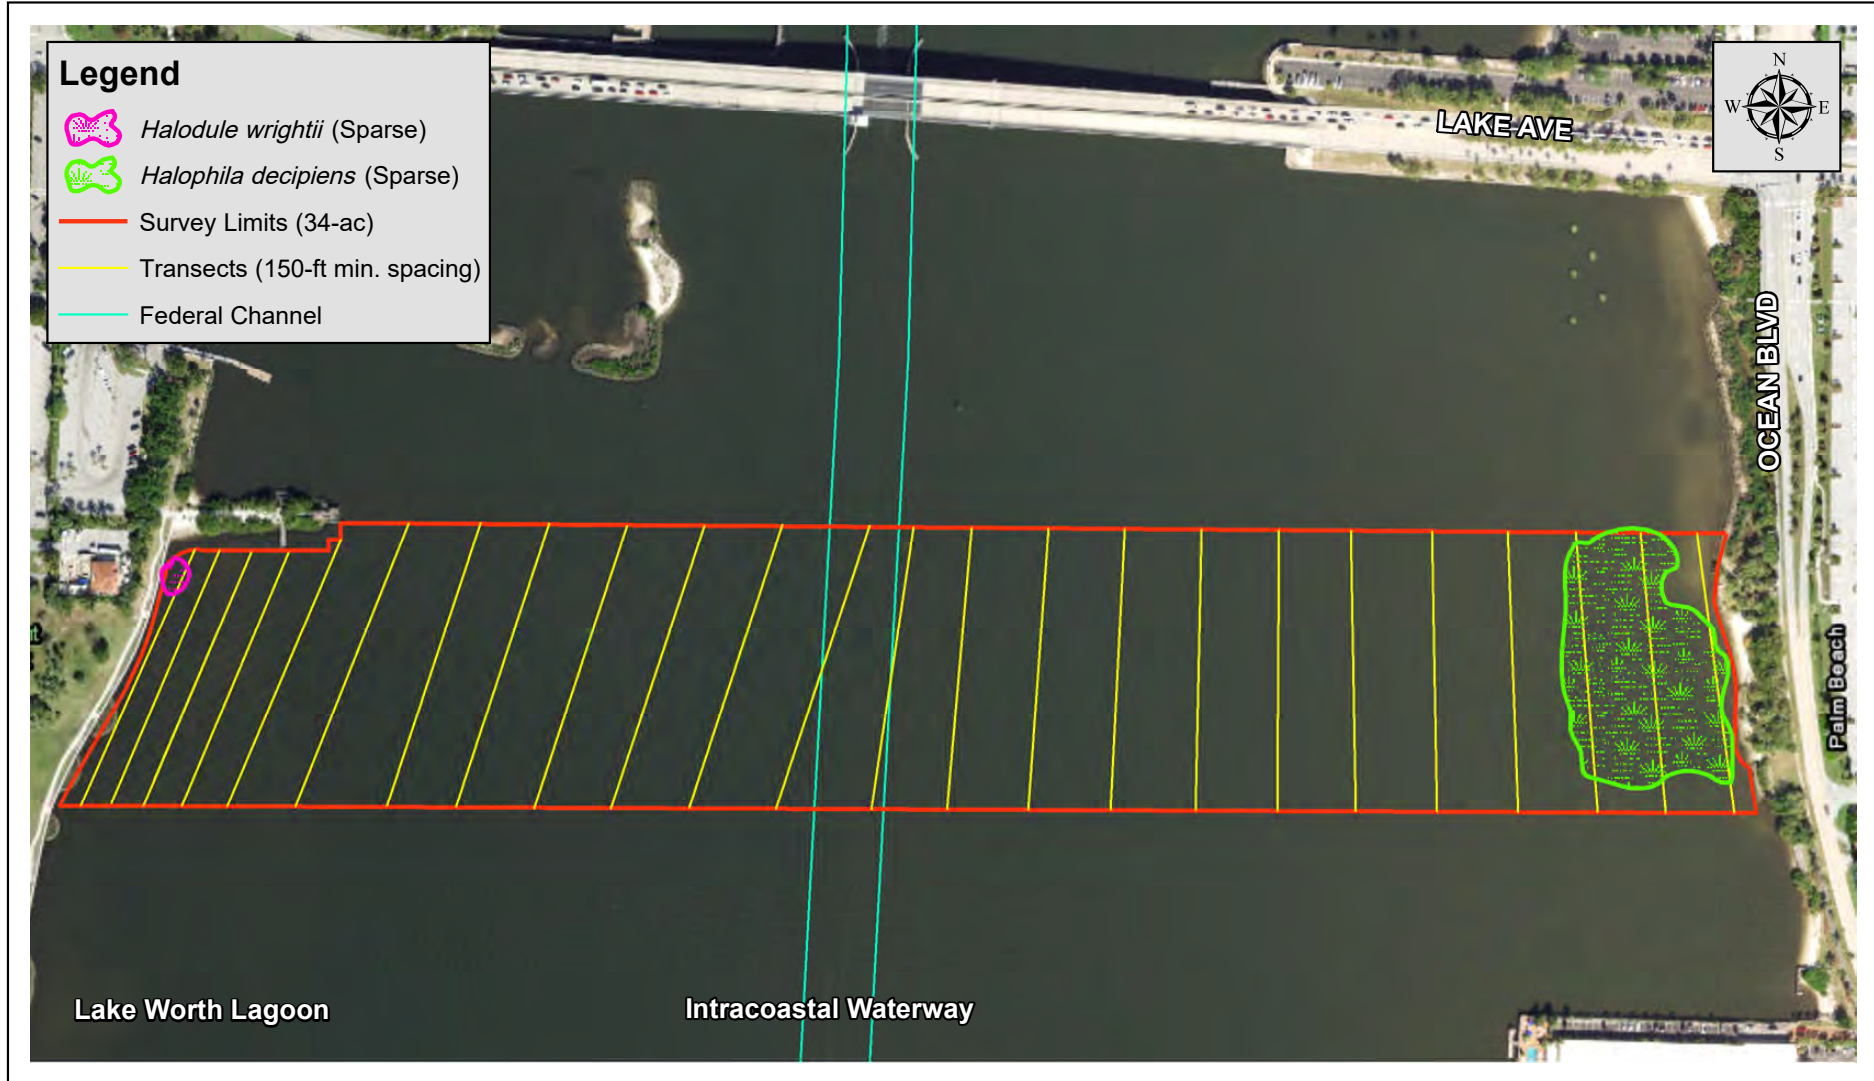 Legend
Halodule wrightii (Sparse)
Halophila decipiens (Sparse)
Survey Limits (34-ac)
Transects (150-ft min. spacing)
Federal Channel
N
W E
S
LAKE AVE
OCEAN BLVD
Palm Beach
Lake Worth Lagoon
Intracoastal Waterway